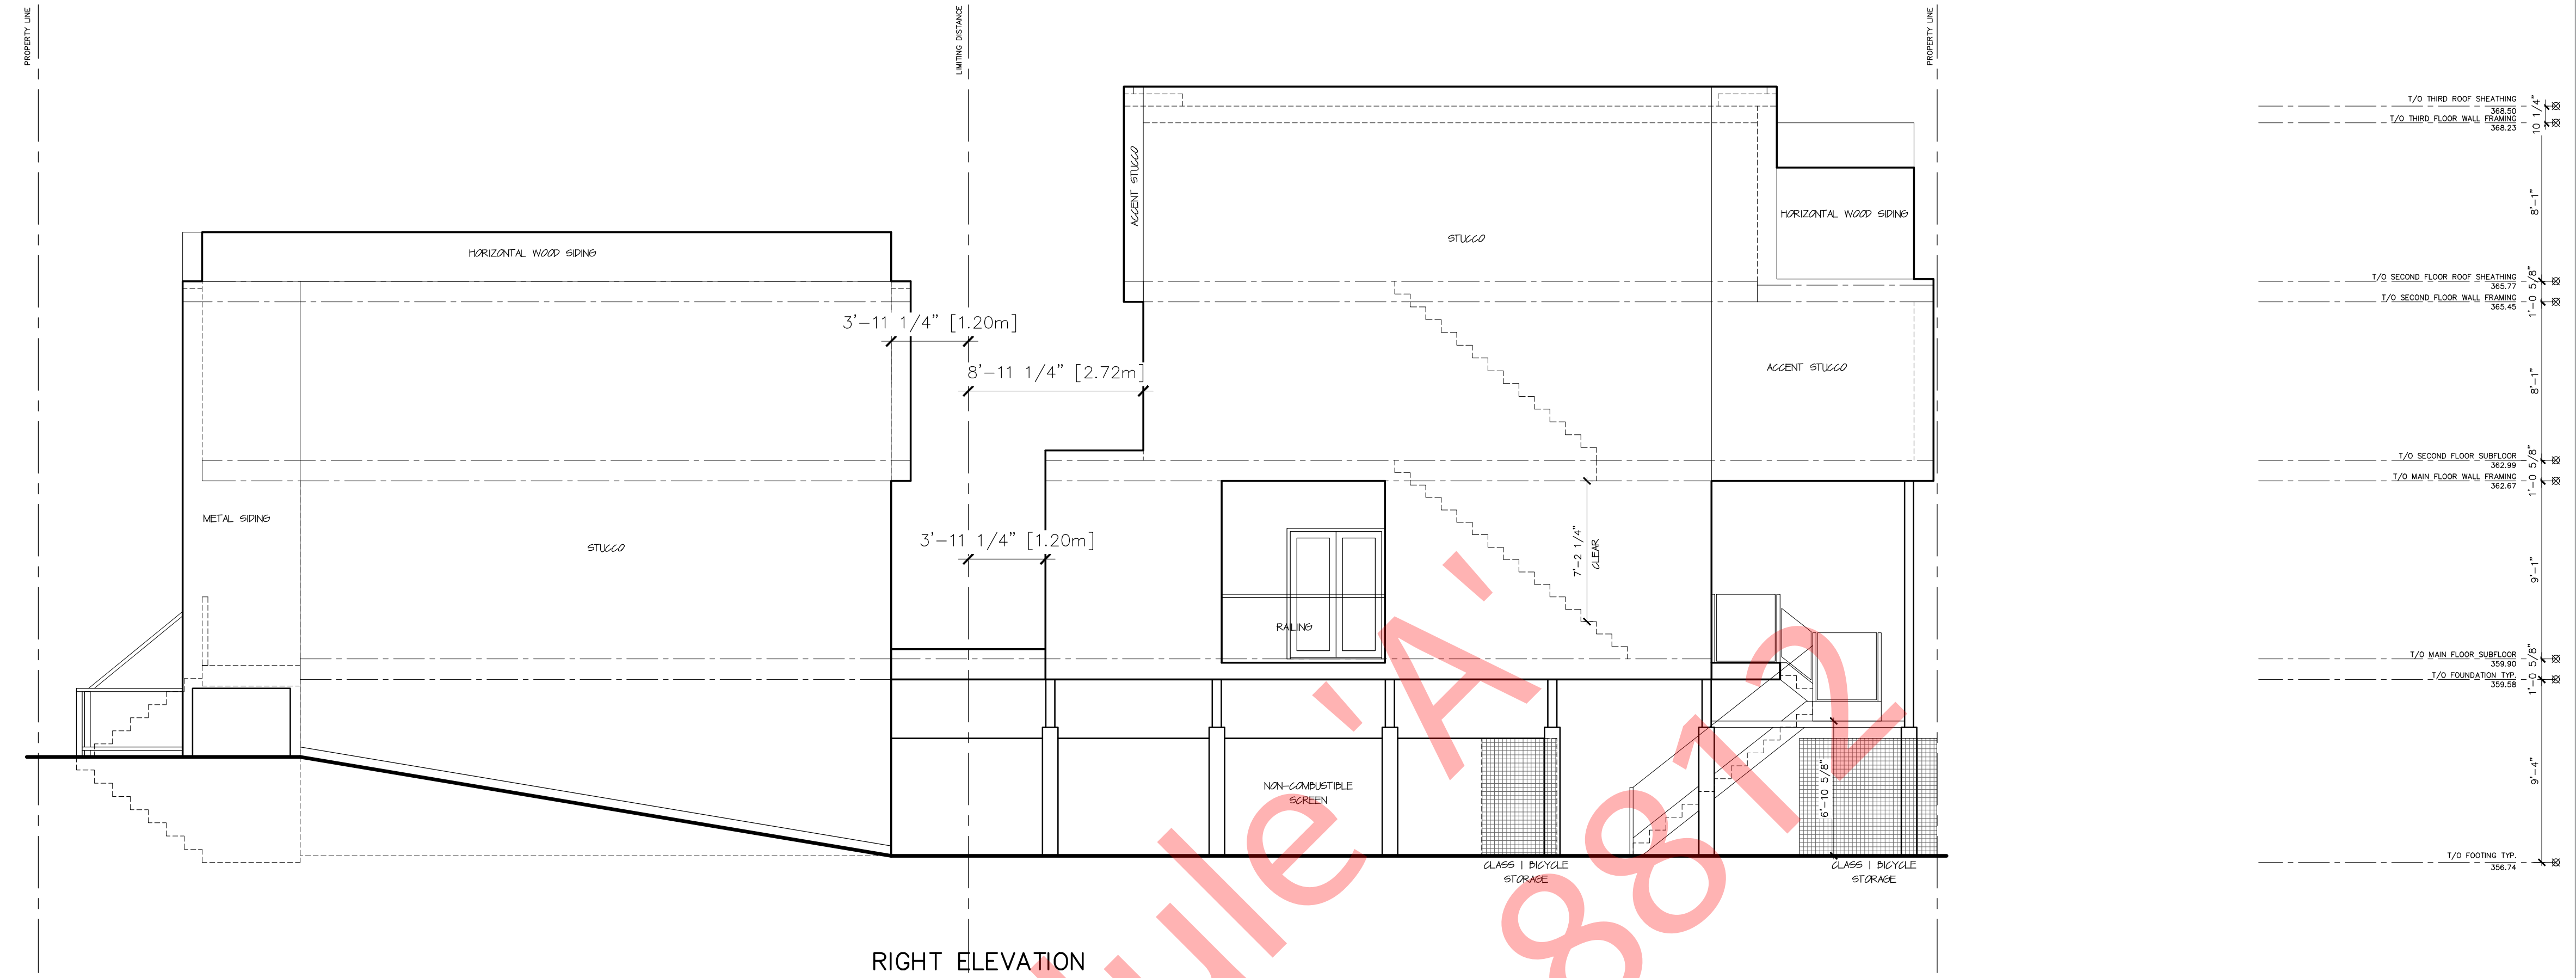 PROPERTY LINE
LIMITING DISTANCE
PROPERTY LINE
T/O THIRD ROOF SHEATHING
368.50
T/O THIRD FLOOR WALL FRAMING
368.23
10 1/4"
8'-1"
ACCENT STUCCO
STUCCO
HORIZONTAL WOOD SIDING
HORIZONTAL WOOD SIDING
T/O SECOND FLOOR ROOF SHEATHING
365.77
T/O SECOND FLOOR WALL FRAMING
365.45
1'-0 5/8"
3'-11 1/4" [1.20m]
8'-11 1/4" [2.72m]
ACCENT STUCCO
8'-1"
T/O SECOND FLOOR SUBFLOOR
362.99
T/O MAIN FLOOR WALL FRAMING
362.67
1'-0 5/8"
METAL SIDING
STUCCO
3'-11 1/4" [1.20m]
7'-2 1/4"
CLEAR
9'-1"
RAILING
T/O MAIN FLOOR SUBFLOOR
359.90
T/O FOUNDATION TYP.
359.58
1'-0 5/8"
NON-COMBUSTIBLE
SCREEN
6'-10 5/8"
9'-4"
T/O FOOTING TYP.
356.74
CLASS I BICYCLE
STORAGE
CLASS I BICYCLE
STORAGE
RIGHT ELEVATION
ule 'A'
8812